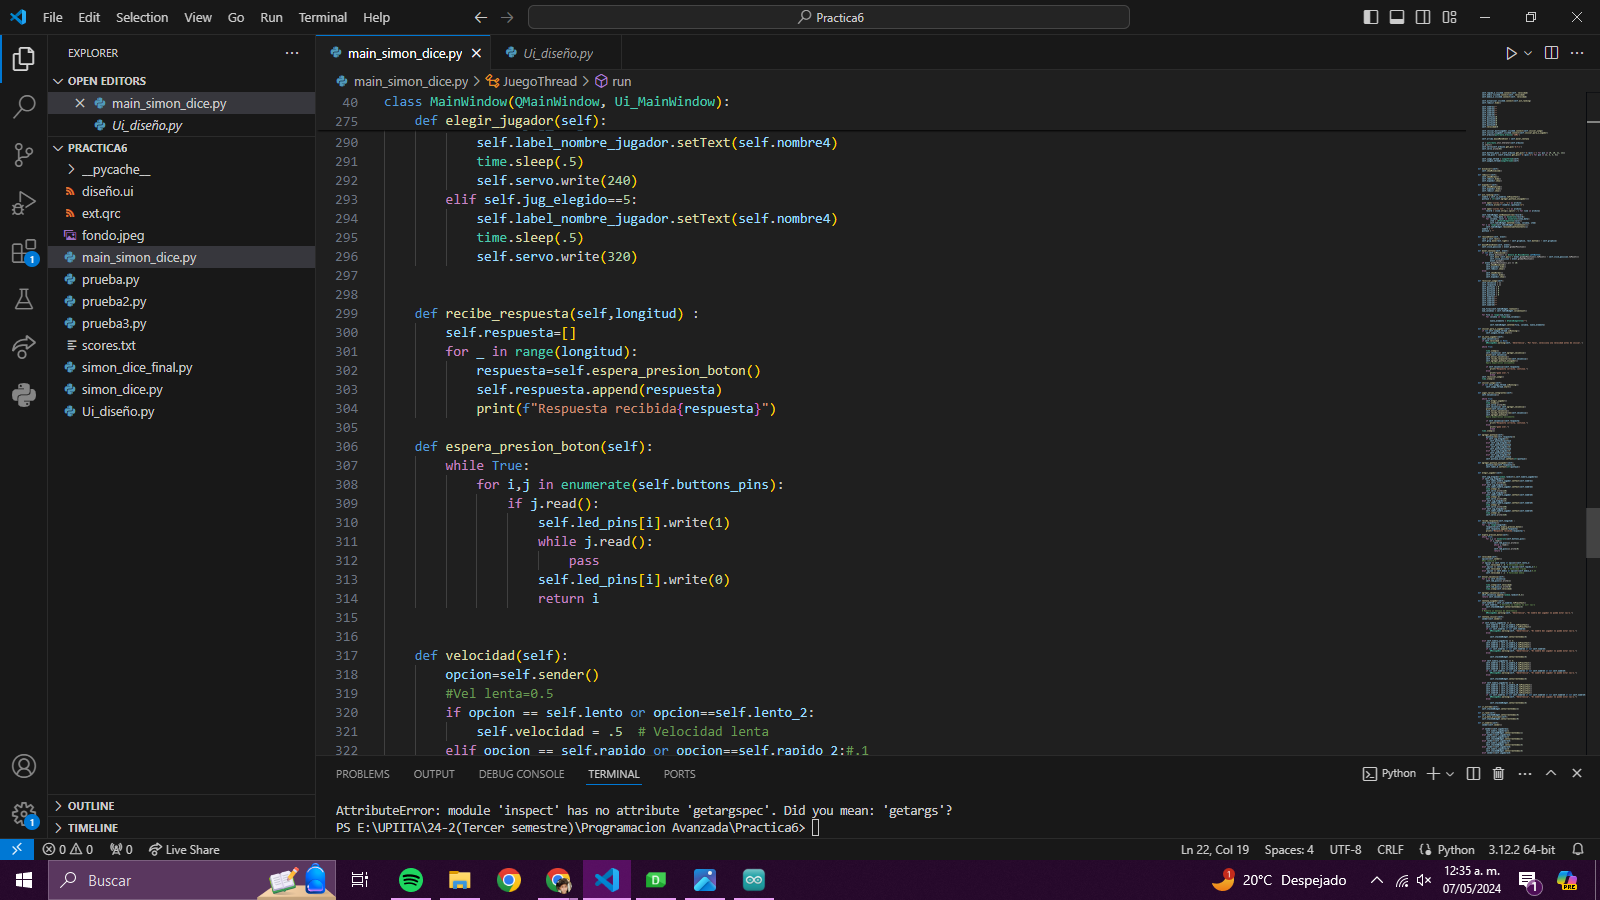 File Edit Selection View Go Run Terminal Help
Practica6
EXPLORER
OPEN EDITORS
main_simon_dice.py
Ui_diseño.py
PRACTICA6
__pycache__
diseño.ui
ext.qrc
fondo.jpeg
main_simon_dice.py
prueba.py
prueba2.py
prueba3.py
scores.txt
simon_dice_final.py
simon_dice.py
Ui_diseño.py
OUTLINE
TIMELINE
main_simon_dice.py Ui_diseño.py
main_simon_dice.py > JuegoThread > run
40 class MainWindow(QMainWindow, Ui_MainWindow):
275 def elegir_jugador(self):
290 self.label_nombre_jugador.setText(self.nombre4)
291 time.sleep(.5)
292 self.servo.write(240)
293 elif self.jug_elegido==5:
294 self.label_nombre_jugador.setText(self.nombre4)
295 time.sleep(.5)
296 self.servo.write(320)
297
298
299 def recibe_respuesta(self,longitud) :
300 self.respuesta=[]
301 for _ in range(longitud):
302 respuesta=self.espera_presion_boton()
303 self.respuesta.append(respuesta)
304 print(f"Respuesta recibida{respuesta}")
305
306 def espera_presion_boton(self):
307 while True:
308 for i,j in enumerate(self.buttons_pins):
309 if j.read():
310 self.led_pins[i].write(1)
311 while j.read():
312 pass
313 self.led_pins[i].write(0)
314 return i
315
316
317 def velocidad(self):
318 opcion=self.sender()
319 #Vel lenta=0.5
320 if opcion == self.lento or opcion==self.lento_2:
321 self.velocidad = .5 # Velocidad lenta
322 elif opcion == self.rapido or opcion==self.rapido_2:#.1
PROBLEMS OUTPUT DEBUG CONSOLE TERMINAL PORTS
Python
AttributeError: module 'inspect' has no attribute 'getargspec'. Did you mean: 'getargs'?
PS E:\UPIITA\24-2(Tercer semestre)\Programacion Avanzada\Practica6>
0 0 0 Live Share
Ln 22, Col 19 Spaces: 4 UTF-8 CRLF Python 3.12.2 64-bit
Buscar
20°C Despejado
12:35 a. m.
07/05/2024